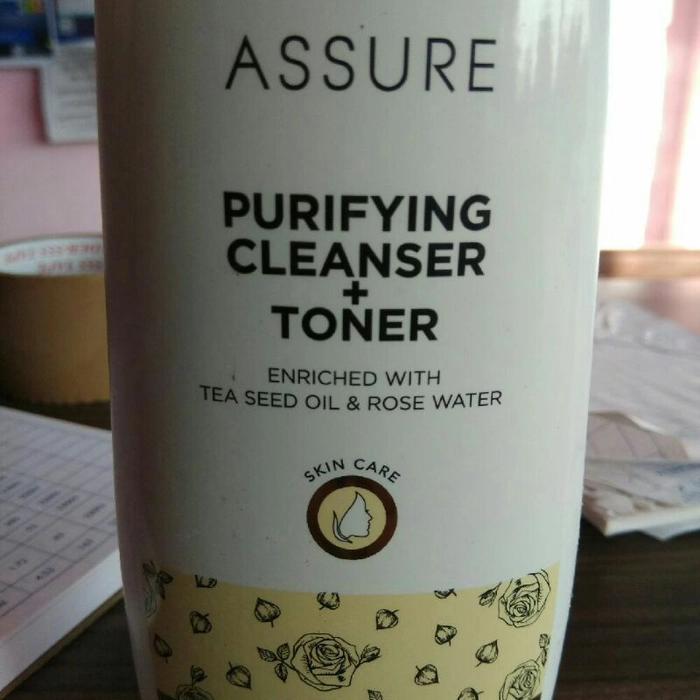 ASSURE
PURIFYING
CLEANSER
+
TONER
ENRICHED WITH
TEA SEED OIL & ROSE WATER
SKIN CARE